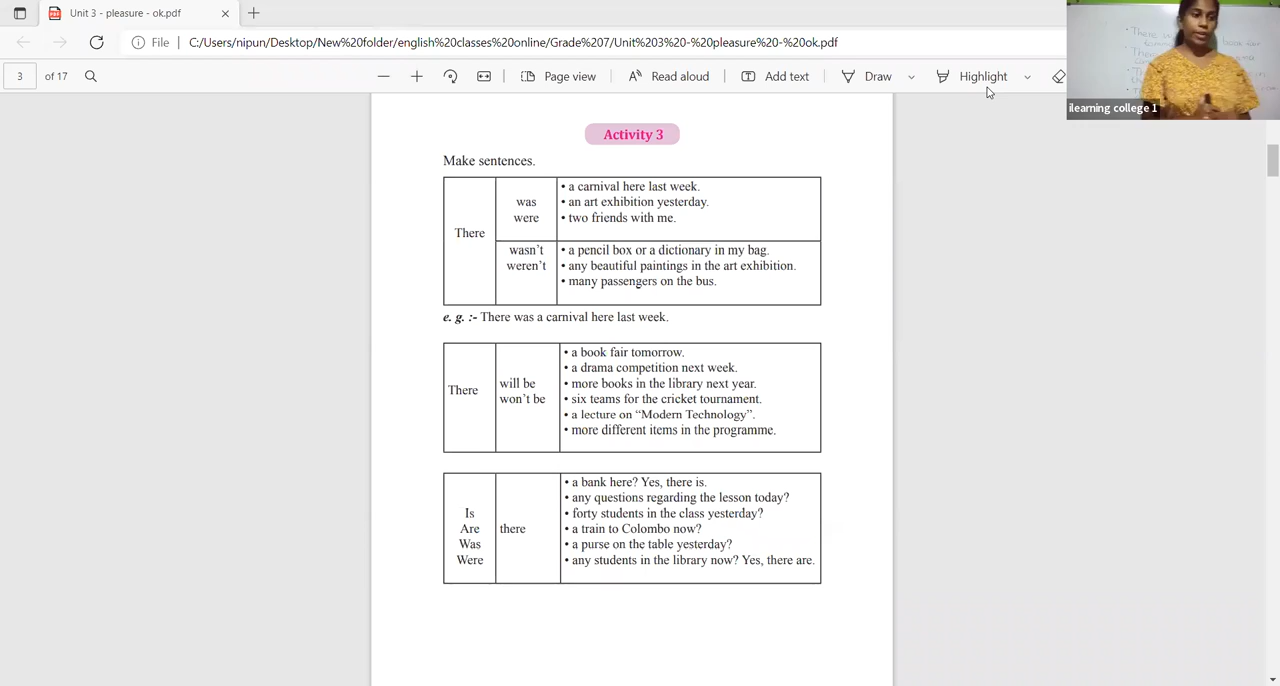 Unit 3 - pleasure - ok.pdf
File
C:/Users/nipun/Desktop/New%20folder/english%20classes%20online/Grade%207/Unit%203%20-%20pleasure%20-%20ok.pdf
3 of 17
Page view
Read aloud
Add text
Draw
Highlight
ilearning college 1
Activity 3
Make sentences.
There
was
were
• a carnival here last week.
• an art exhibition yesterday.
• two friends with me.
wasn't
weren't
• a pencil box or a dictionary in my bag.
• any beautiful paintings in the art exhibition.
• many passengers on the bus.
e. g. :- There was a carnival here last week.
There
will be
won't be
• a book fair tomorrow.
• a drama competition next week.
• more books in the library next year.
• six teams for the cricket tournament.
• a lecture on “Modern Technology”.
• more different items in the programme.
Is
Are
Was
Were
there
• a bank here? Yes, there is.
• any questions regarding the lesson today?
• forty students in the class yesterday?
• a train to Colombo now?
• a purse on the table yesterday?
• any students in the library now? Yes, there are.